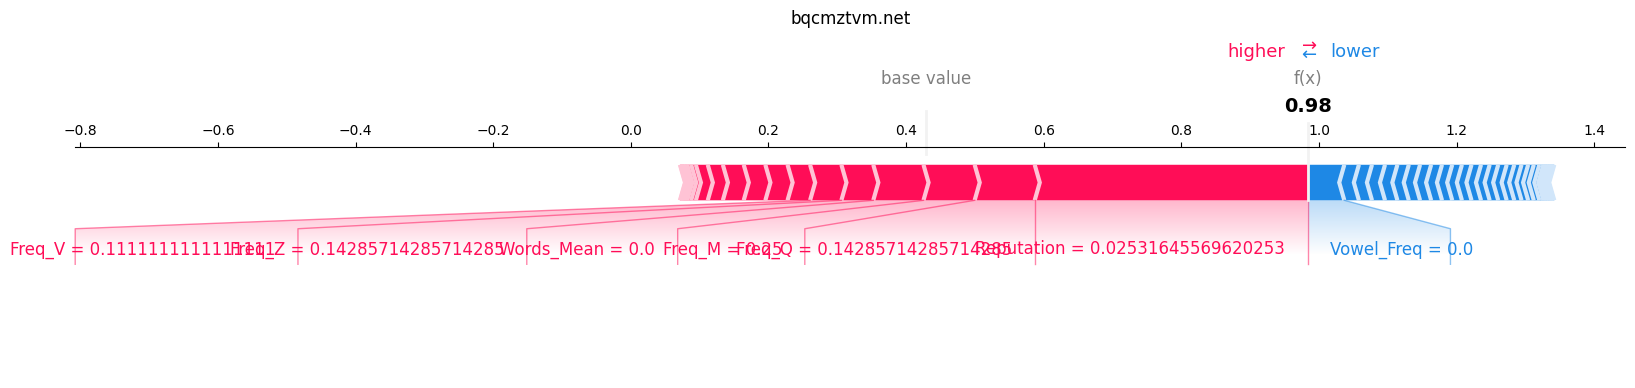 bqcmztvm.net
higher ⇄ lower
base value f(x)
0.98
−0.8 −0.6 −0.4 −0.2 0.0 0.2 0.4 0.6 0.8 1.0 1.2 1.4
Freq_V = 0.1111111111111111 Freq_Z = 0.14285714285714285 Words_Mean = 0.0 Freq_M = 0.25 Freq_Q = 0.14285714285714285 Reputation = 0.02531645569620253 Vowel_Freq = 0.0